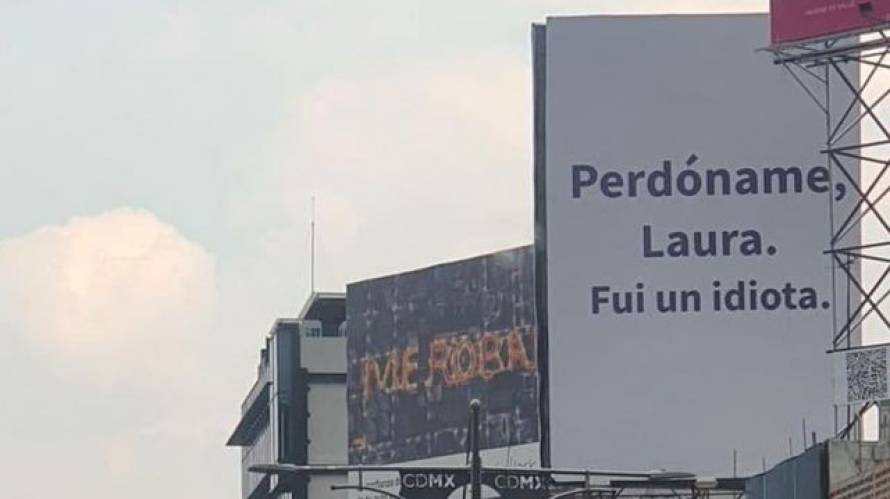 Perdóname,
Laura.
Fui un idiota.
ME ROBA
CDMX
CDMX